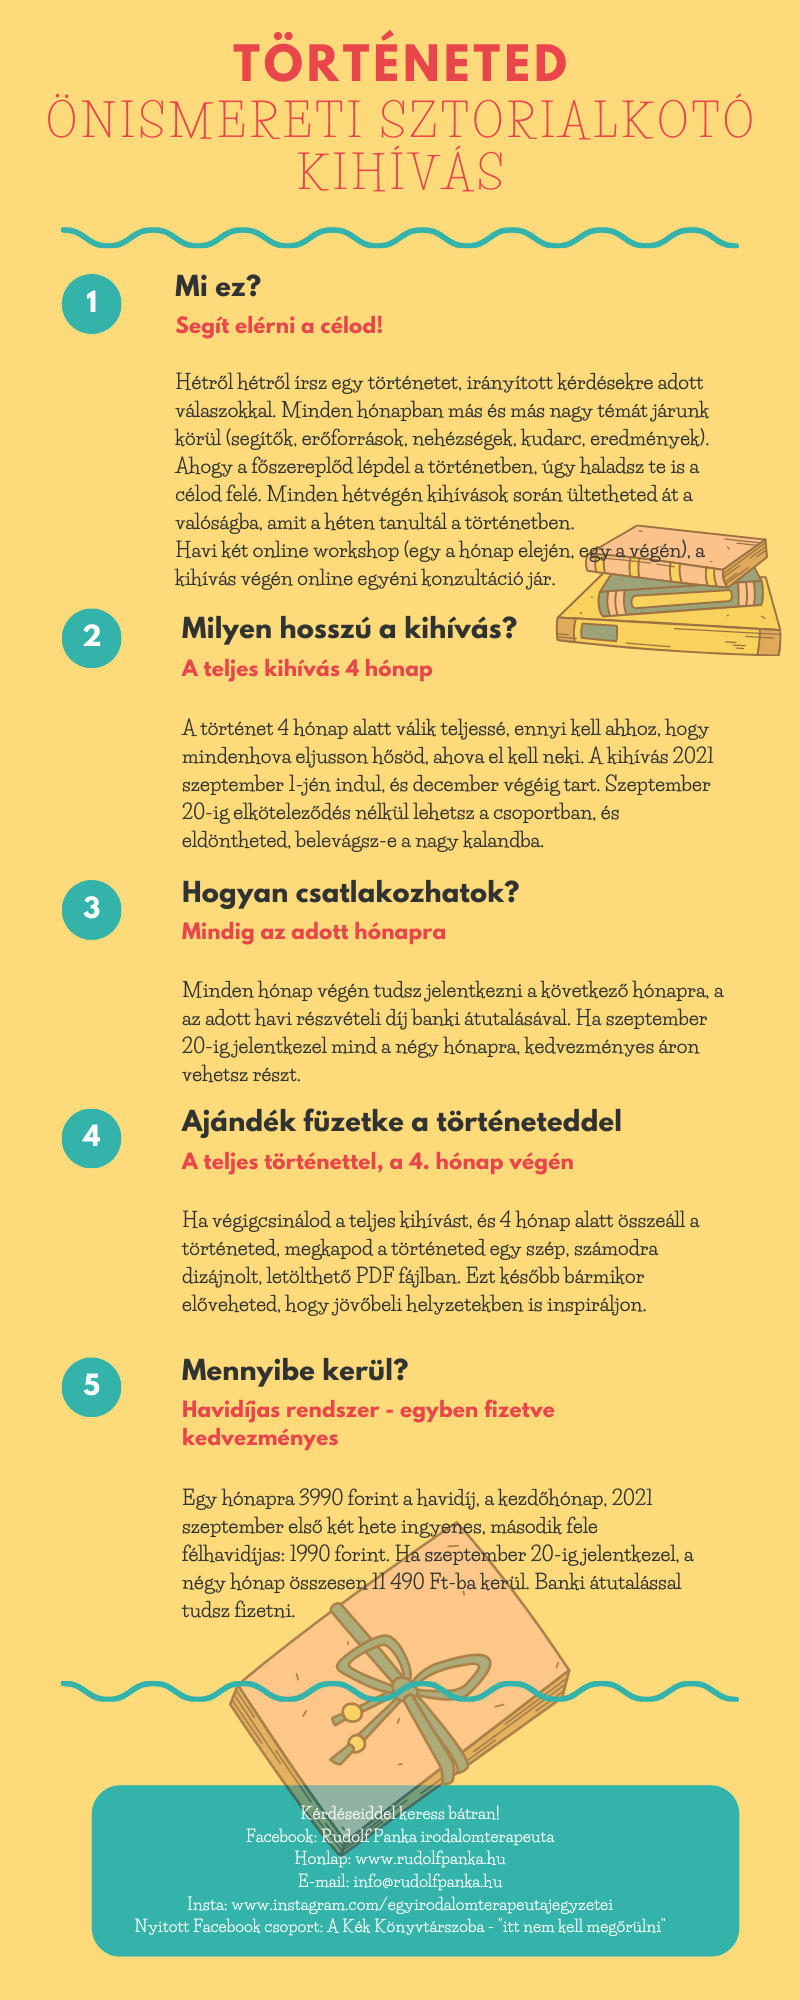 TÖRTÉNETED
ÖNISMERETI SZTORIALKOTÓ
KIHÍVÁS
1
Mi ez?
Segít elérni a célod!
Hétről hétről írsz egy történetet, irányított kérdésekre adott
válaszokkal. Minden hónapban más és más nagy témát járunk
körül (segítők, erőforrások, nehézségek, kudarc, eredmények).
Ahogy a főszereplőd lépdel a történetben, úgy haladsz te is a
célod felé. Minden hétvégén kihívások során ültetheted át a
valóságba, amit a héten tanultál a történetben.
Havi két online workshop (egy a hónap elején, egy a végén), a
kihívás végén online egyéni konzultáció jár.
2
Milyen hosszú a kihívás?
A teljes kihívás 4 hónap
A történet 4 hónap alatt válik teljessé, ennyi kell ahhoz, hogy
mindenhova eljusson hősöd, ahova el kell neki. A kihívás 2021
szeptember 1-jén indul, és december végéig tart. Szeptember
20-ig elköteleződés nélkül lehetsz a csoportban, és
eldöntheted, belevágsz-e a nagy kalandba.
3
Hogyan csatlakozhatok?
Mindig az adott hónapra
Minden hónap végén tudsz jelentkezni a következő hónapra, a
az adott havi részvételi díj banki átutalásával. Ha szeptember
20-ig jelentkezel mind a négy hónapra, kedvezményes áron
vehetsz részt.
4
Ajándék füzetke a történeteddel
A teljes történettel, a 4. hónap végén
Ha végigcsinálod a teljes kihívást, és 4 hónap alatt összeáll a
történeted, megkapod a történeted egy szép, számodra
dizájnolt, letölthető PDF fájlban. Ezt később bármikor
előveheted, hogy jövőbeli helyzetekben is inspiráljon.
5
Mennyibe kerül?
Havidíjas rendszer - egyben fizetve
kedvezményes
Egy hónapra 3990 forint a havidíj, a kezdőhónap, 2021
szeptember első két hete ingyenes, második fele
félhavidíjas: 1990 forint. Ha szeptember 20-ig jelentkezel, a
négy hónap összesen 11 490 Ft-ba kerül. Banki átutalással
tudsz fizetni.
Kérdéseiddel keress bátran!
Facebook: Rudolf Panka irodalomterapeuta
Honlap: www.rudolfpanka.hu
E-mail: info@rudolfpanka.hu
Insta: www.instagram.com/egyirodalomterapeutajegyzetei
Nyitott Facebook csoport: A Kék Könyvtárszoba - "itt nem kell megőrülni"